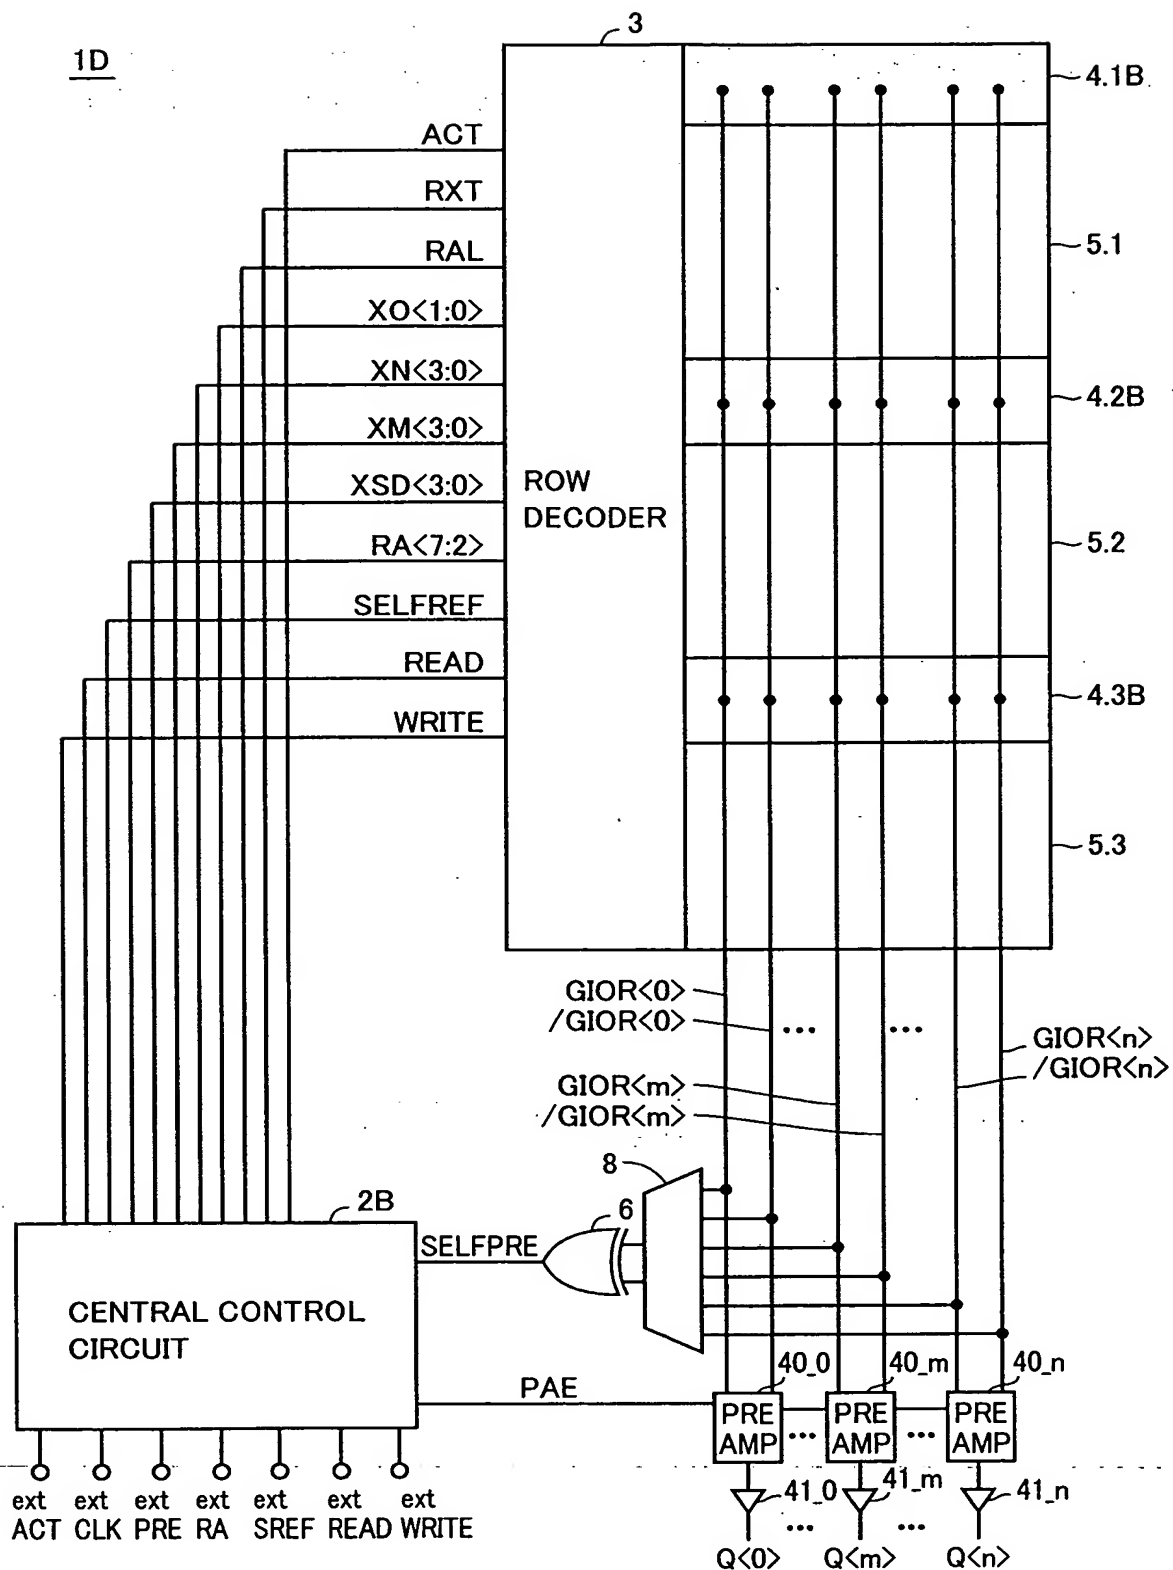 3
1D
4.1B
ACT
RXT
5.1
RAL
XO<1:0>
XN<3:0>
4.2B
XM<3:0>
XSD<3:0>
ROW
DECODER
RA<7:2>
5.2
SELFREF
READ
4.3B
WRITE
5.3
GIOR<0>
/GIOR<0>
...
...
GIOR<n>
/GIOR<n>
GIOR<m>
/GIOR<m>
8
6
2B
SELFPRE
CENTRAL CONTROL
CIRCUIT
40_0
40_m
40_n
PAE
PRE
AMP
...
PRE
AMP
...
PRE
AMP
ext
ACT
ext
CLK
ext
PRE
ext
RA
ext
SREF
ext
READ
ext
WRITE
41_0
41_m
41_n
...
...
Q<0>
Q<m>
Q<n>